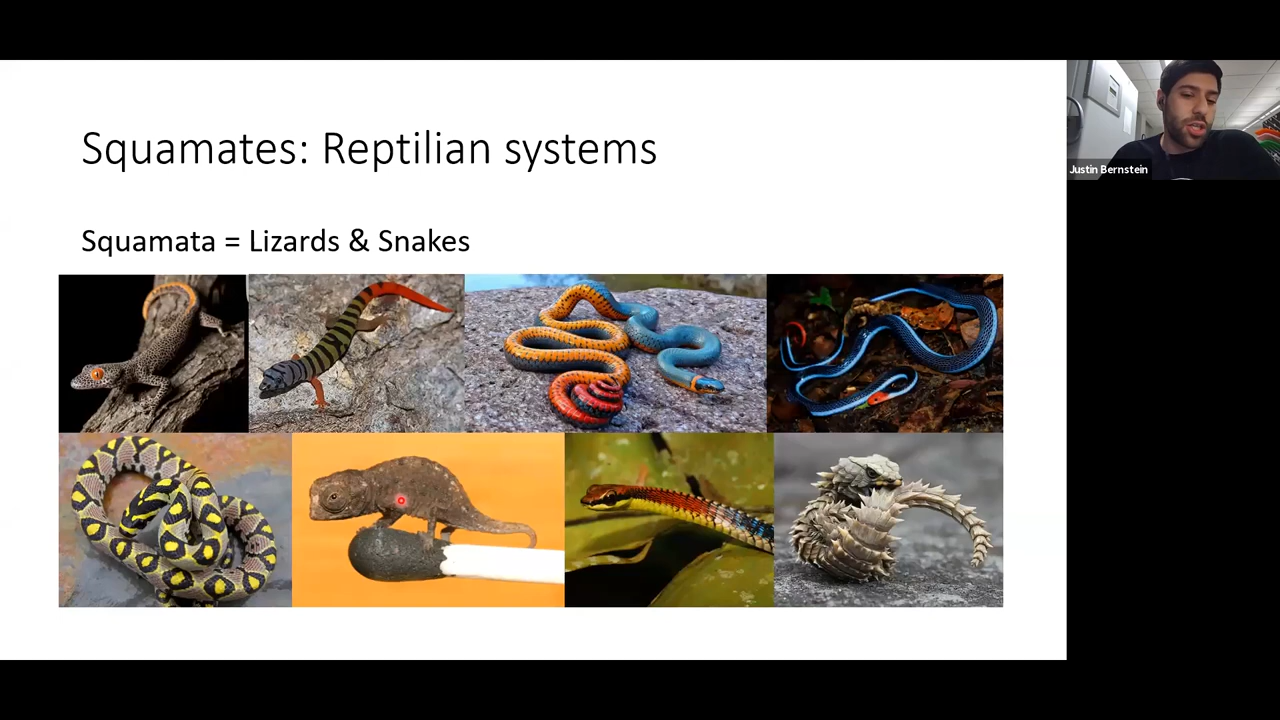 Squamates: Reptilian systems
Justin Bernstein
Squamata = Lizards & Snakes